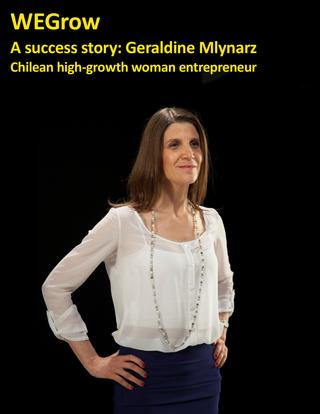 WEGrow
A success story: Geraldine Mlynarz
Chilean high-growth woman entrepreneur